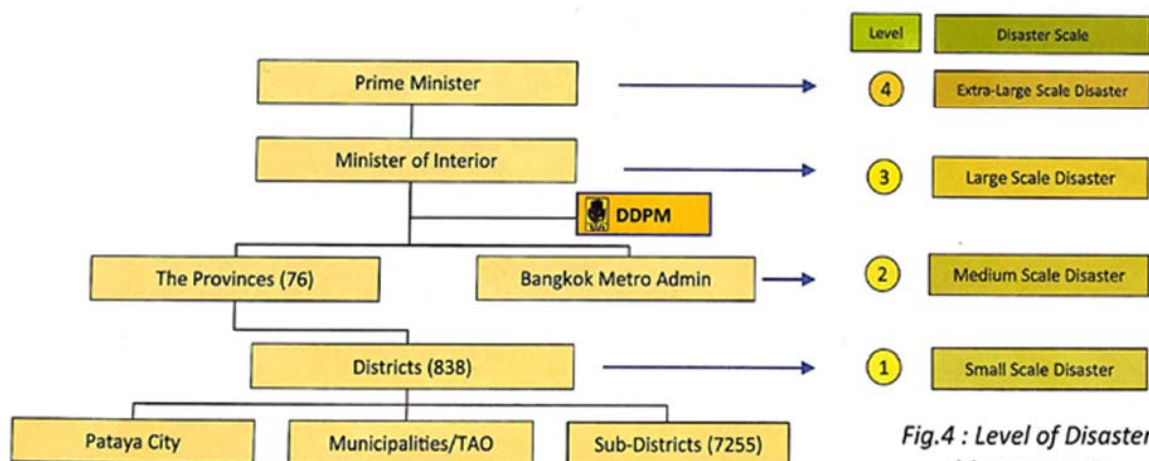 Level
Disaster Scale
Prime Minister
4
Extra-Large Scale Disaster
Minister of Interior
3
Large Scale Disaster
DDPM
The Provinces (76)
Bangkok Metro Admin
2
Medium Scale Disaster
Districts (838)
1
Small Scale Disaster
Pataya City
Municipalities/TAO
Sub-Districts (7255)
Fig.4 : Level of Disaster